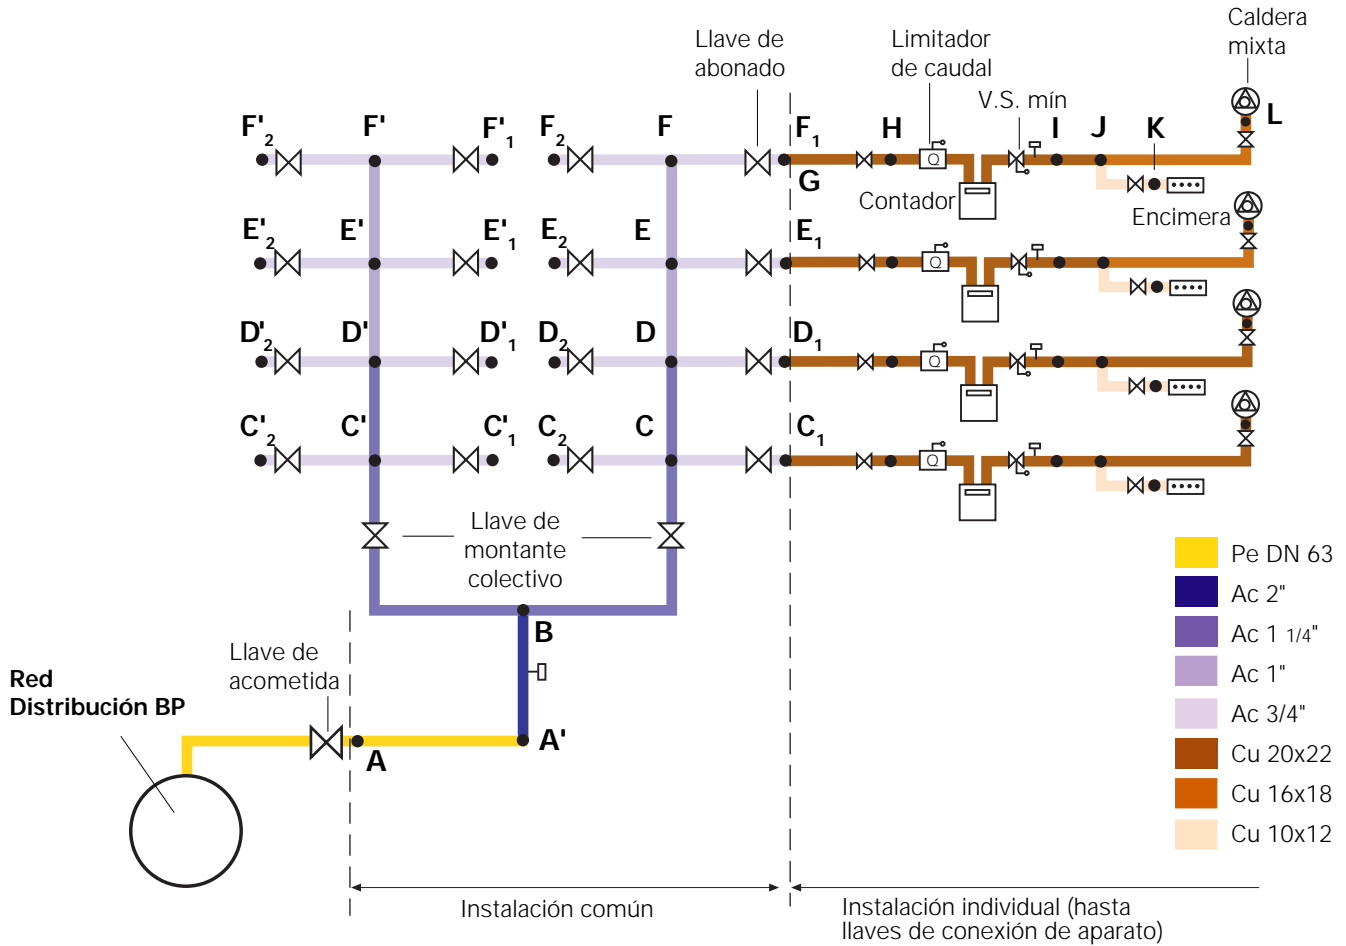 Caldera
mixta
Llave de
abonado
Limitador
de caudal
V.S. mín
F'2 F' F'1 F2 F F1 H I J K L
G
Contador
Q
Encimera
E'2 E' E'1 E2 E E1
Q
D'2 D' D'1 D2 D D1
Q
C'2 C' C'1 C2 C C1
Q
Llave de
montante
colectivo
B
Llave de
acometida
Red
Distribución BP
A
A'
Pe DN 63
Ac 2"
Ac 1 1/4"
Ac 1"
Ac 3/4"
Cu 20x22
Cu 16x18
Cu 10x12
Instalación común
Instalación individual (hasta
llaves de conexión de aparato)